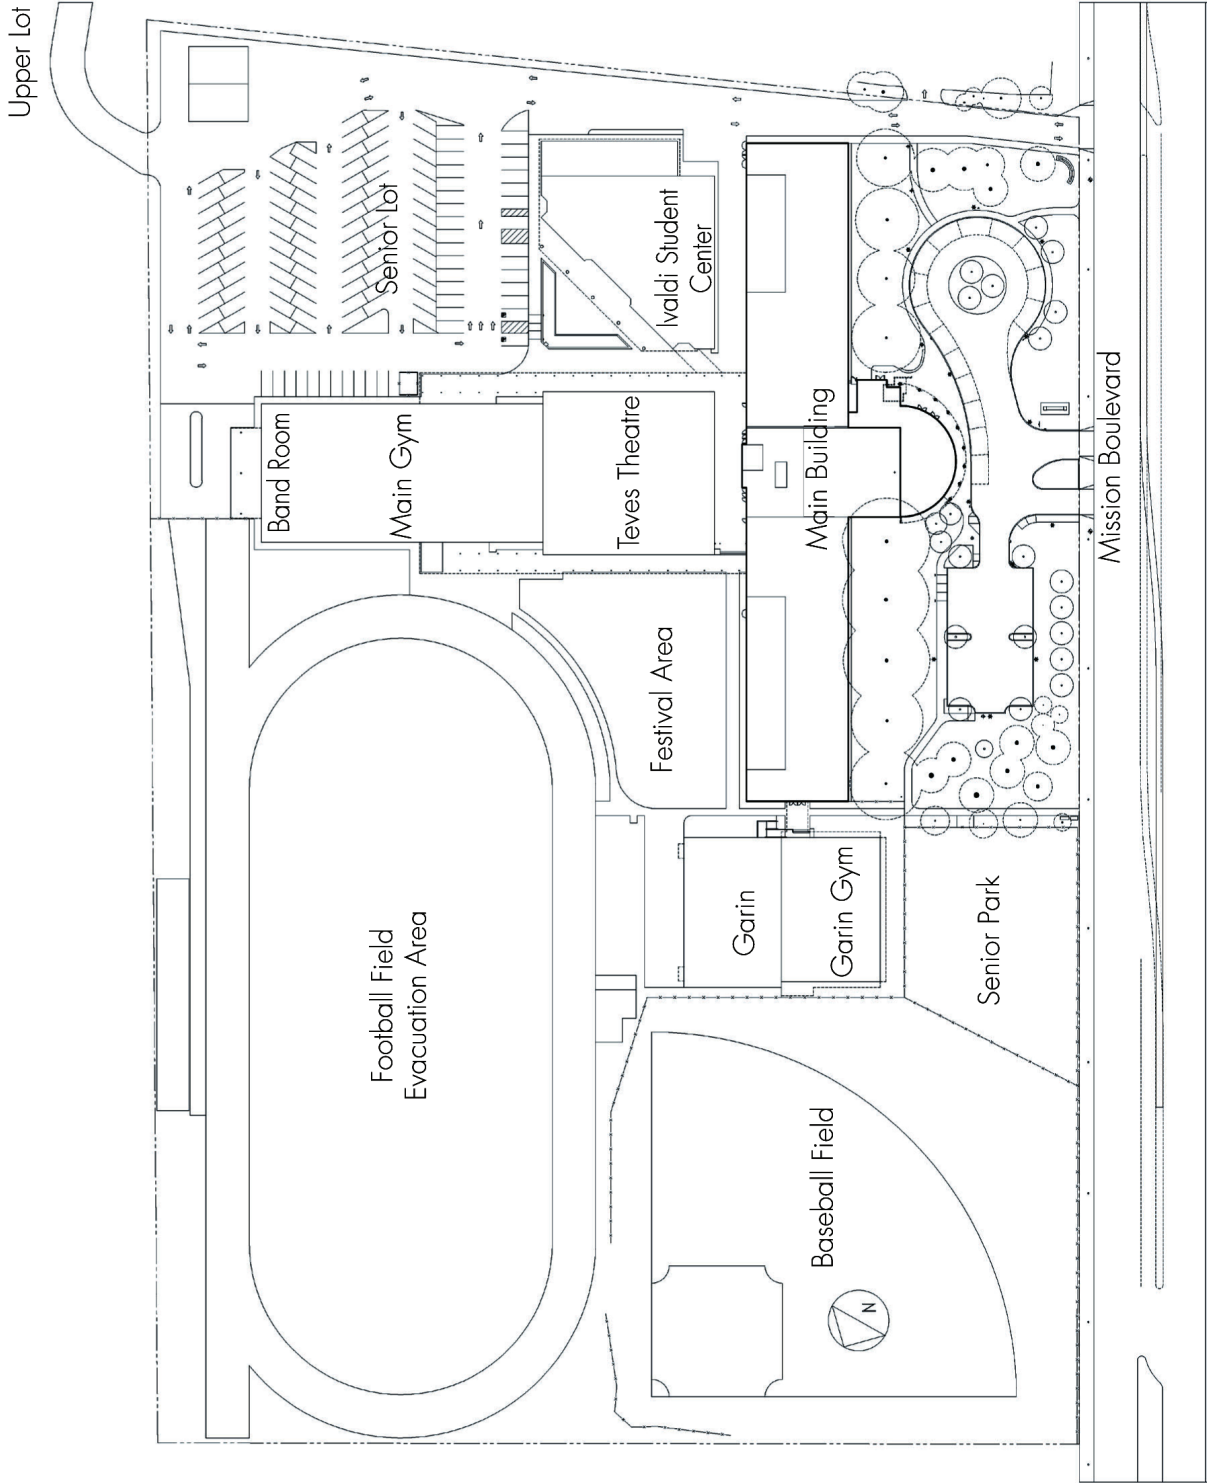 Upper Lot
Senior Lot
Ivaldi Student
Center
Band Room
Main Gym
Teves Theatre
Main Building
Mission Boulevard
Festival Area
Football Field
Evacuation Area
Garin
Garin Gym
Senior Park
Baseball Field
N